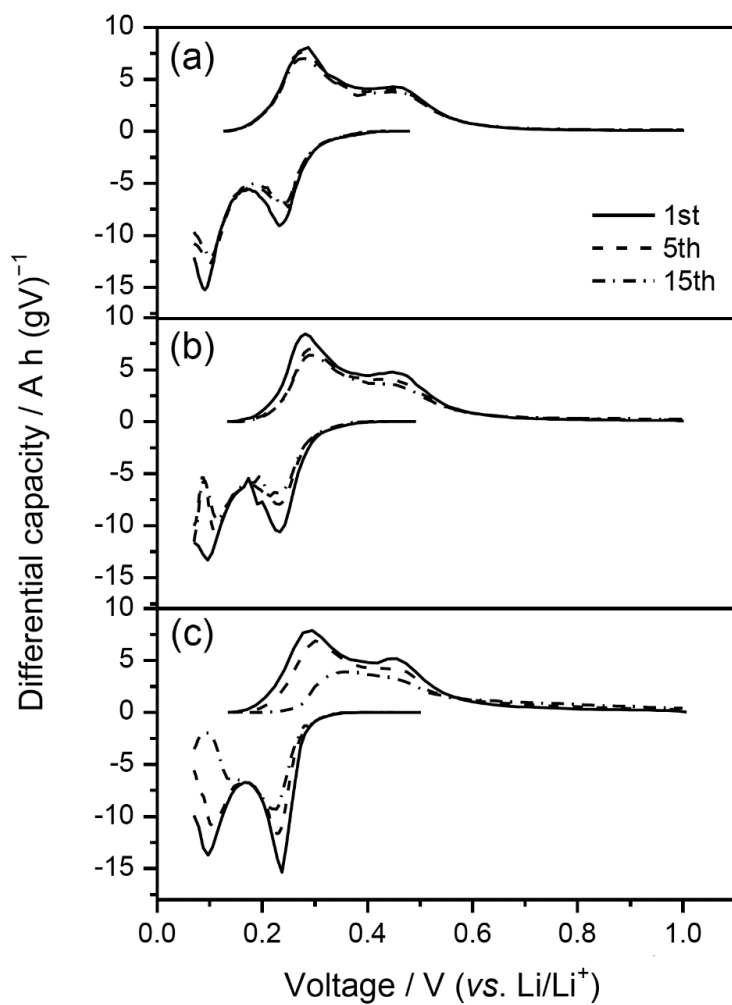 10
(a)
5
0
-5
-10
-15
1st
5th
15th
10
(b)
5
0
-5
-10
-15
10
(c)
5
0
-5
-10
-15
0.0 0.2 0.4 0.6 0.8 1.0
Differential capacity / A h (gV)⁻¹
Voltage / V (vs. Li/Li⁺)